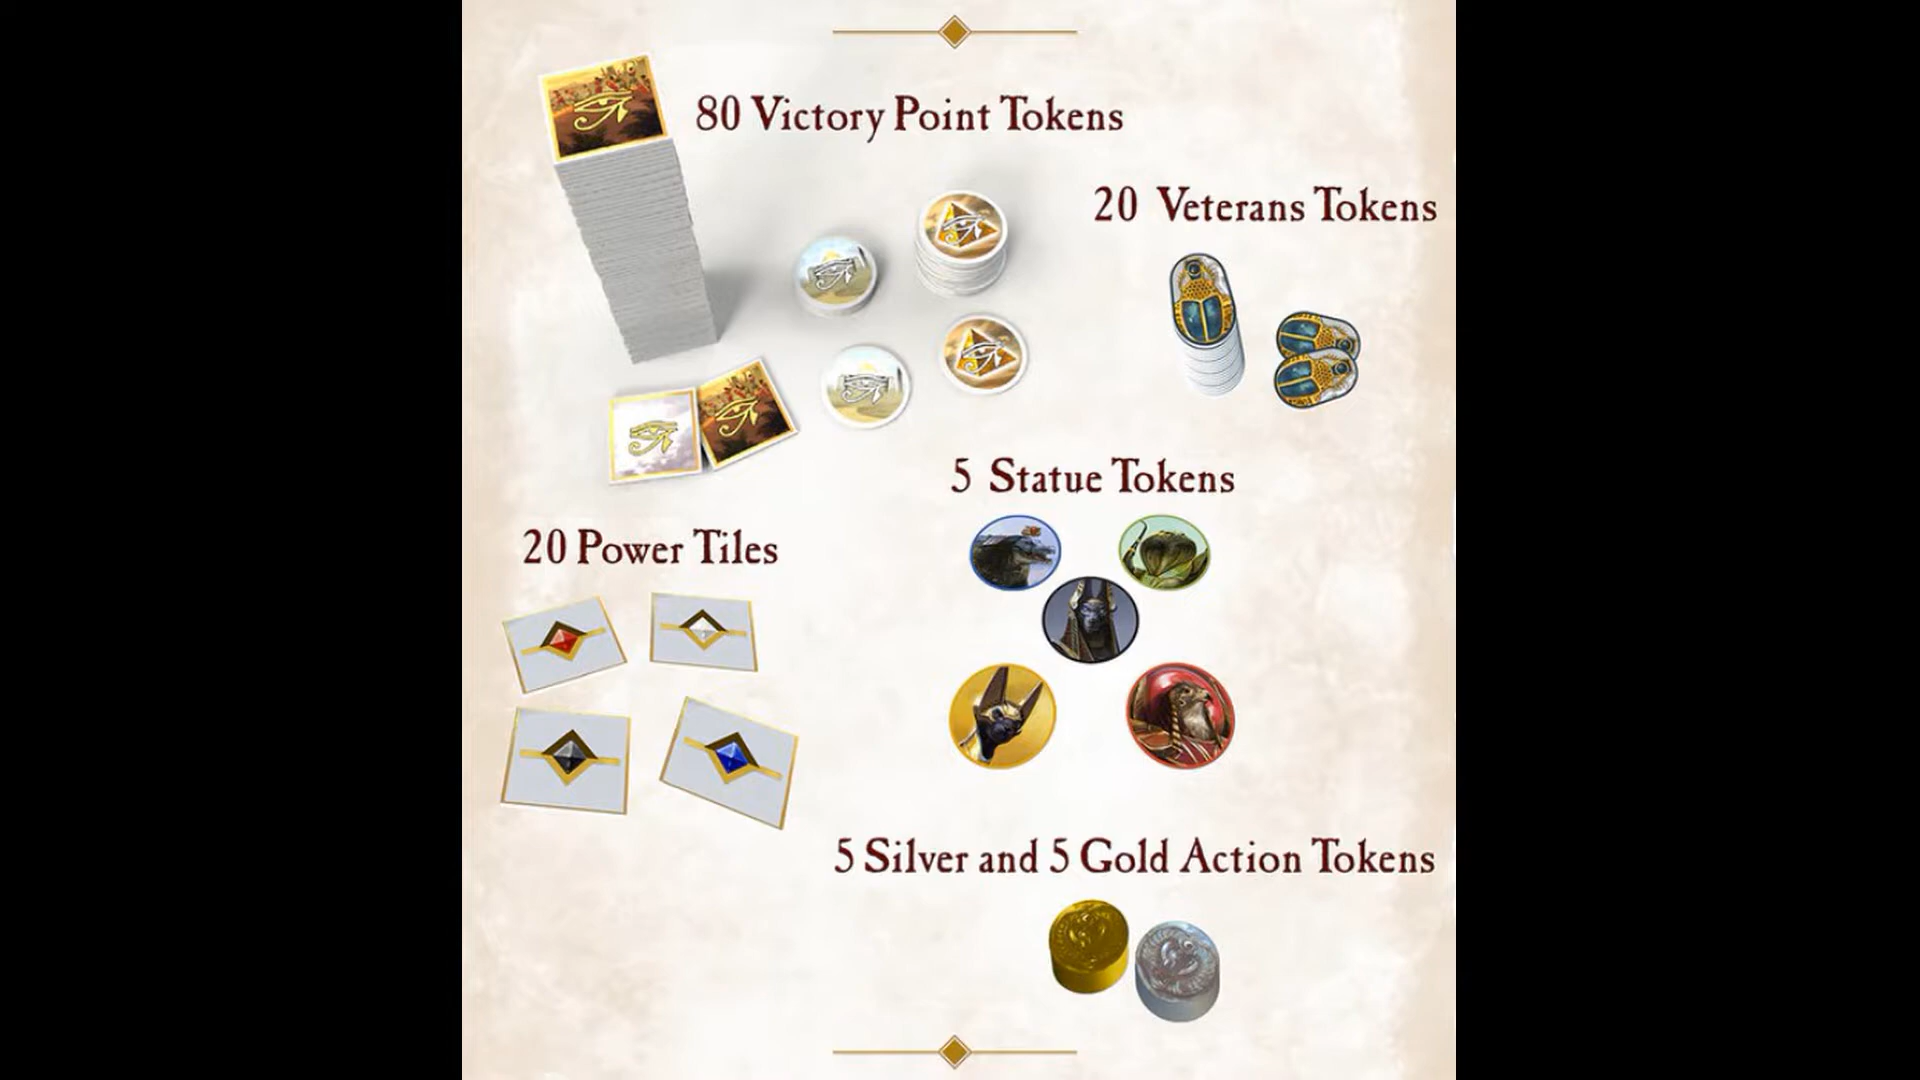 80 Victory Point Tokens
20 Veterans Tokens
5 Statue Tokens
20 Power Tiles
5 Silver and 5 Gold Action Tokens